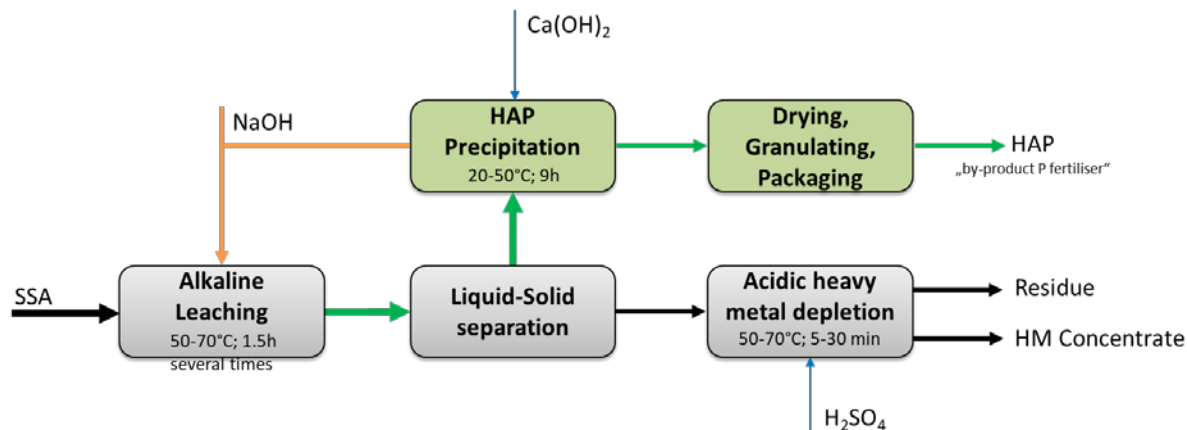 Ca(OH)2
NaOH
HAP
Precipitation
20-50°C; 9h
Drying,
Granulating,
Packaging
HAP
„by-product P fertiliser“
SSA
Alkaline
Leaching
50-70°C; 1.5h
several times
Liquid-Solid
separation
Acidic heavy
metal depletion
50-70°C; 5-30 min
Residue
HM Concentrate
H2SO4